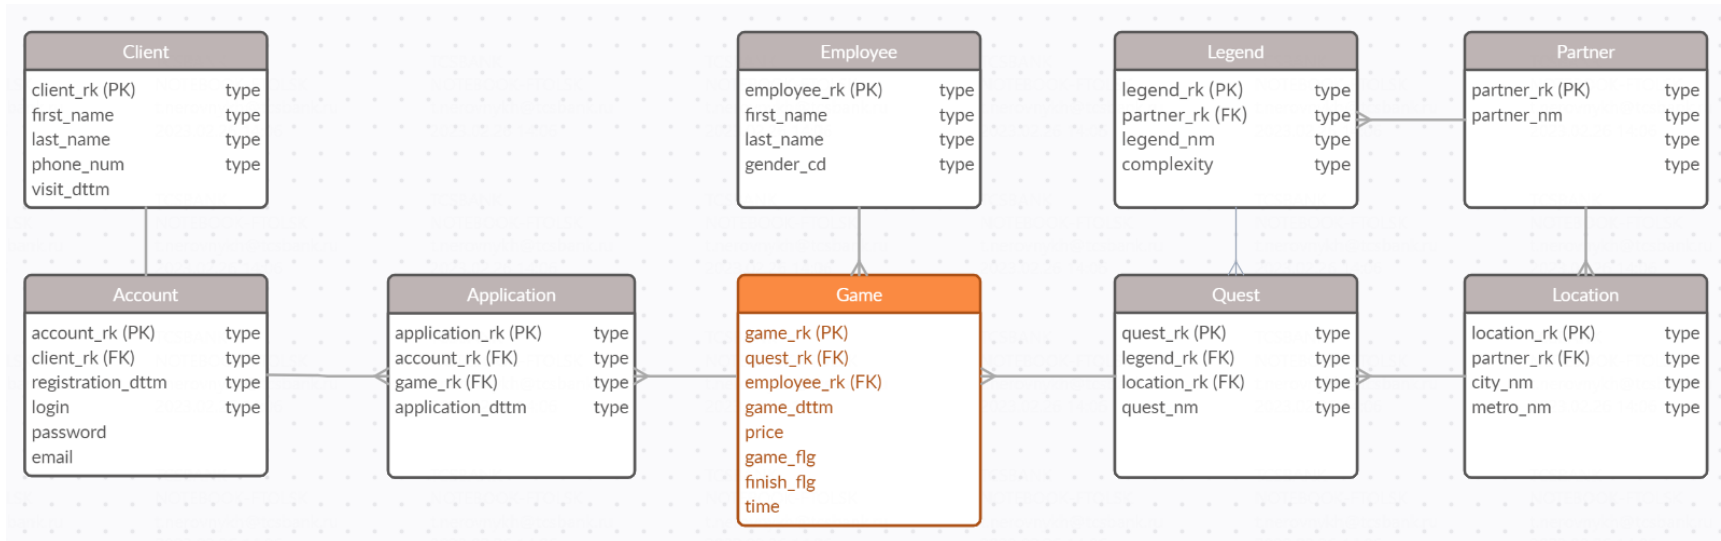 Client
client_rk (PK) type
first_name type
last_name type
phone_num type
visit_dttm
Employee
employee_rk (PK) type
first_name type
last_name type
gender_cd type
Legend
legend_rk (PK) type
partner_rk (FK) type
legend_nm type
complexity type
Partner
partner_rk (PK) type
partner_nm type
type
type
Account
account_rk (PK) type
client_rk (FK) type
registration_dttm type
login type
password
email
Application
application_rk (PK) type
account_rk (FK) type
game_rk (FK) type
application_dttm type
Game
game_rk (PK)
quest_rk (FK)
employee_rk (FK)
game_dttm
price
game_flg
finish_flg
time
Quest
quest_rk (PK) type
legend_rk (FK) type
location_rk (FK) type
quest_nm type
Location
location_rk (PK) type
partner_rk (FK) type
city_nm type
metro_nm type